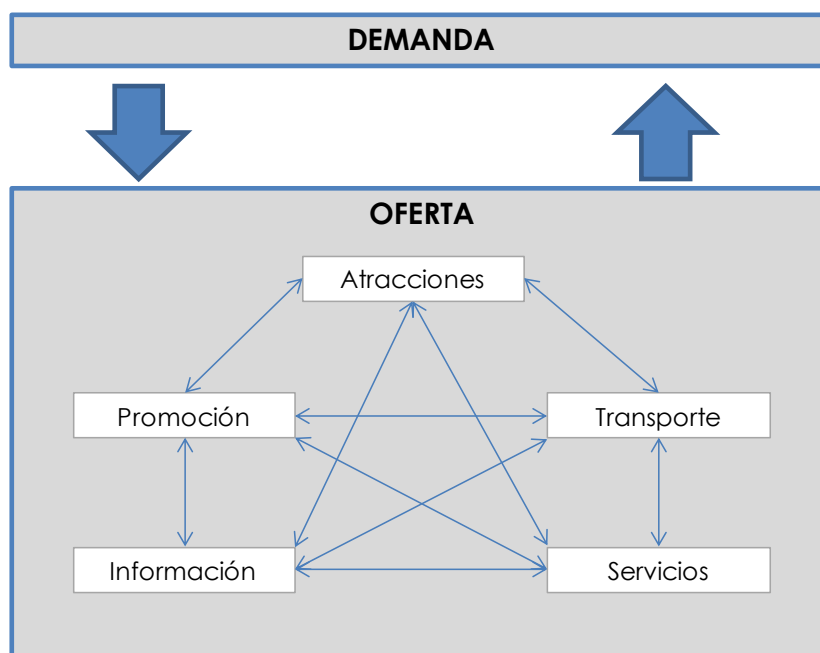 DEMANDA
OFERTA
Atracciones
Promoción
Transporte
Información
Servicios